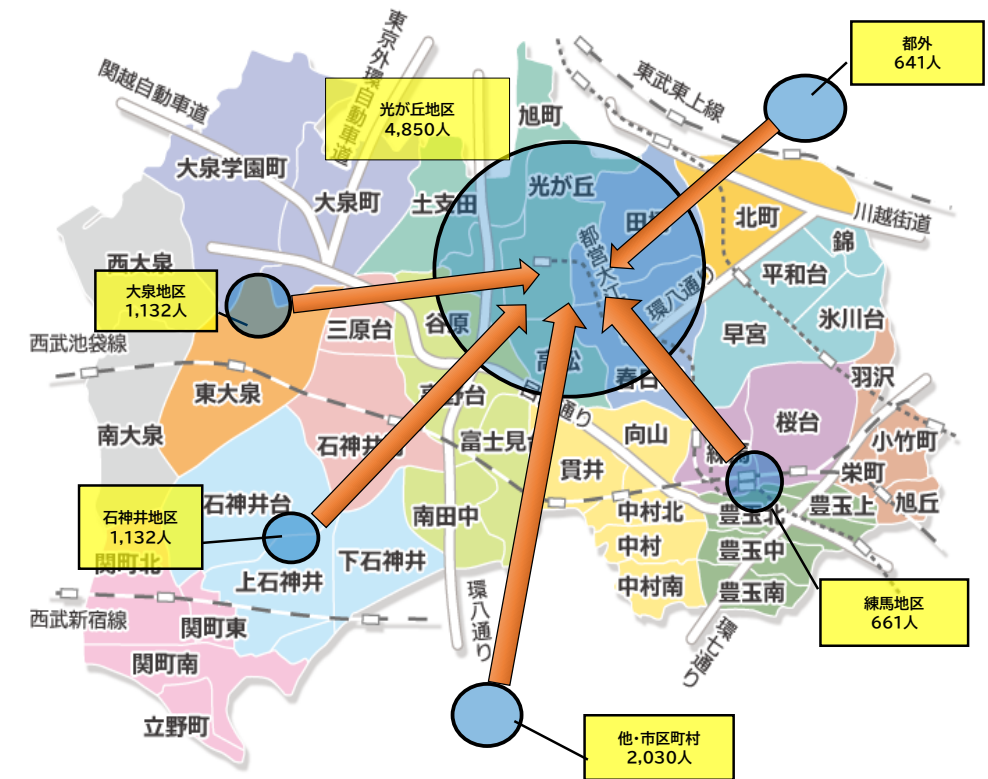 東京外環自動車道
関越自動車道
光が丘地区
4,850人
都外
641人
東武東上線
旭町
大泉学園町
大泉町
土支田
光が丘
北町
川越街道
錦
都営大江
環八通り
平和台
西大泉
大泉地区
1,132人
三原台
谷原
早宮
氷川台
西武池袋線
東大泉
高松
羽沢
南大泉
富士見台
向山
桜台
小竹町
貫井
栄町
石神井台
石神井地区
1,132人
南田中
中村北
豊玉北
豊玉上
旭丘
中村
豊玉中
下石神井
関町北
上石神井
中村南
豊玉南
練馬地区
661人
西武新宿線
関町東
環八通り
環七通り
関町南
立野町
他・市区町村
2,030人